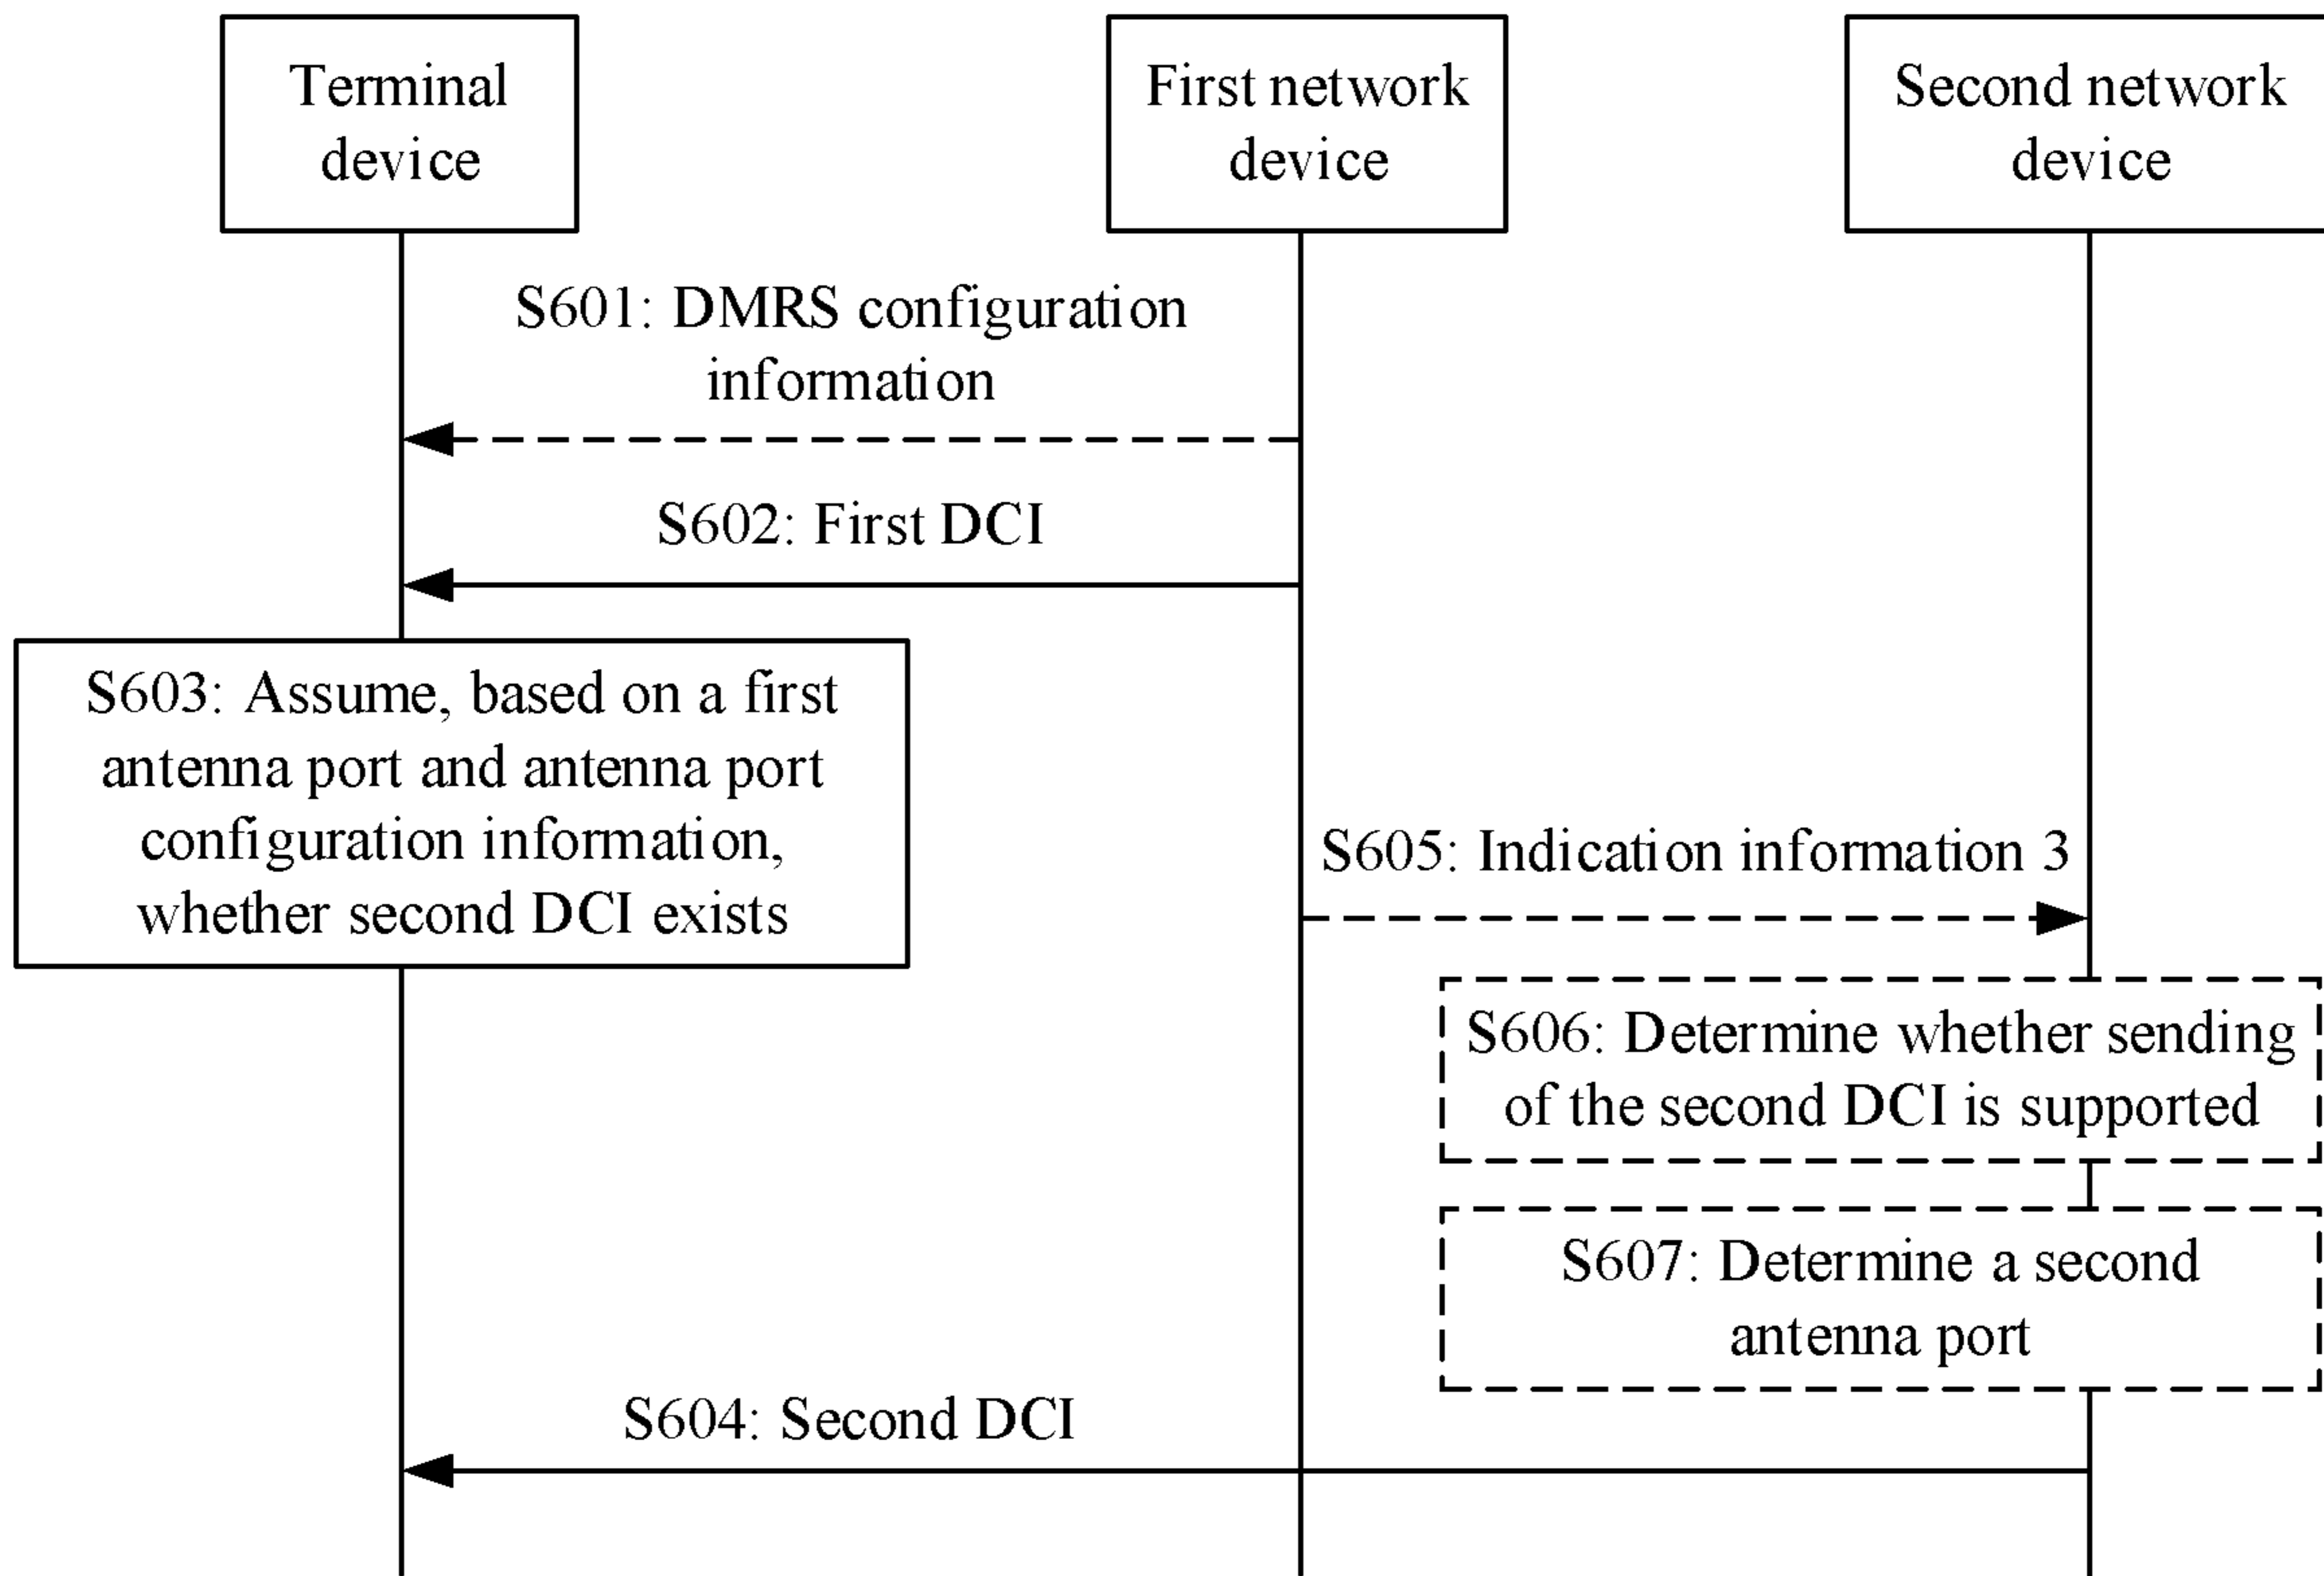 Terminal
device
First network
device
Second network
device
S601: DMRS configuration
information
S602: First DCI
S603: Assume, based on a first
antenna port and antenna port
configuration information,
whether second DCI exists
S605: Indication information 3
S606: Determine whether sending
of the second DCI is supported
S607: Determine a second
antenna port
S604: Second DCI